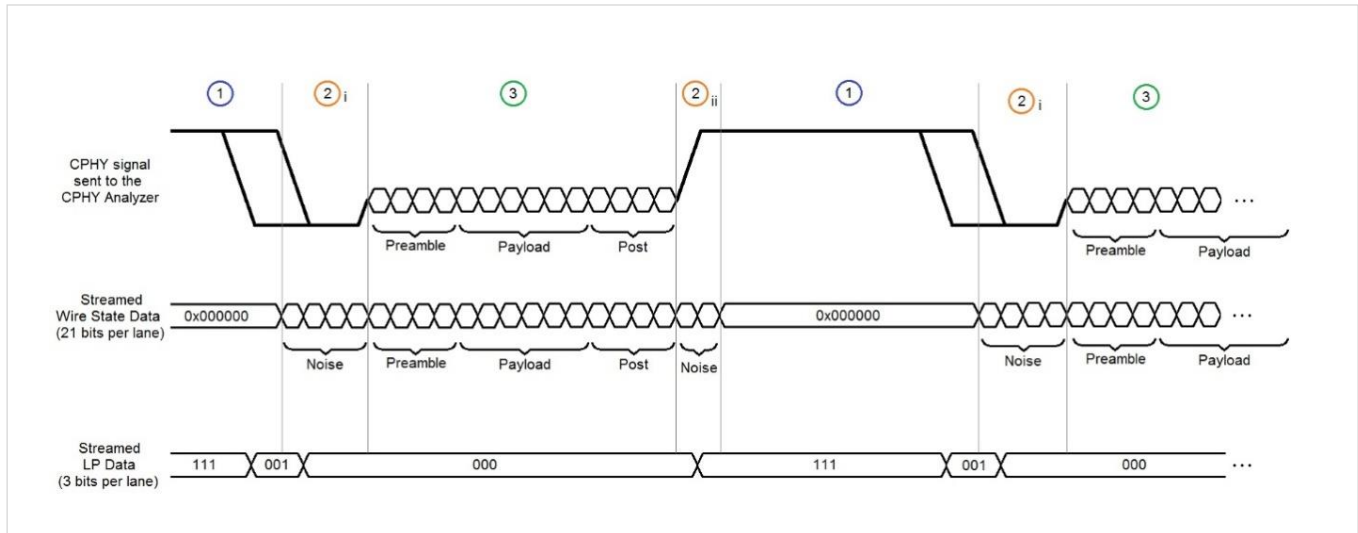 1
2 i
3
2 ii
1
2 i
3
CPHY signal
sent to the
CPHY Analyzer
...
Preamble
Payload
Post
Preamble
Payload
Streamed
Wire State Data
(21 bits per lane)
0x000000
0x000000
...
Noise
Preamble
Payload
Post
Noise
Noise
Preamble
Payload
Streamed
LP Data
(3 bits per lane)
111
001
000
111
001
000
...